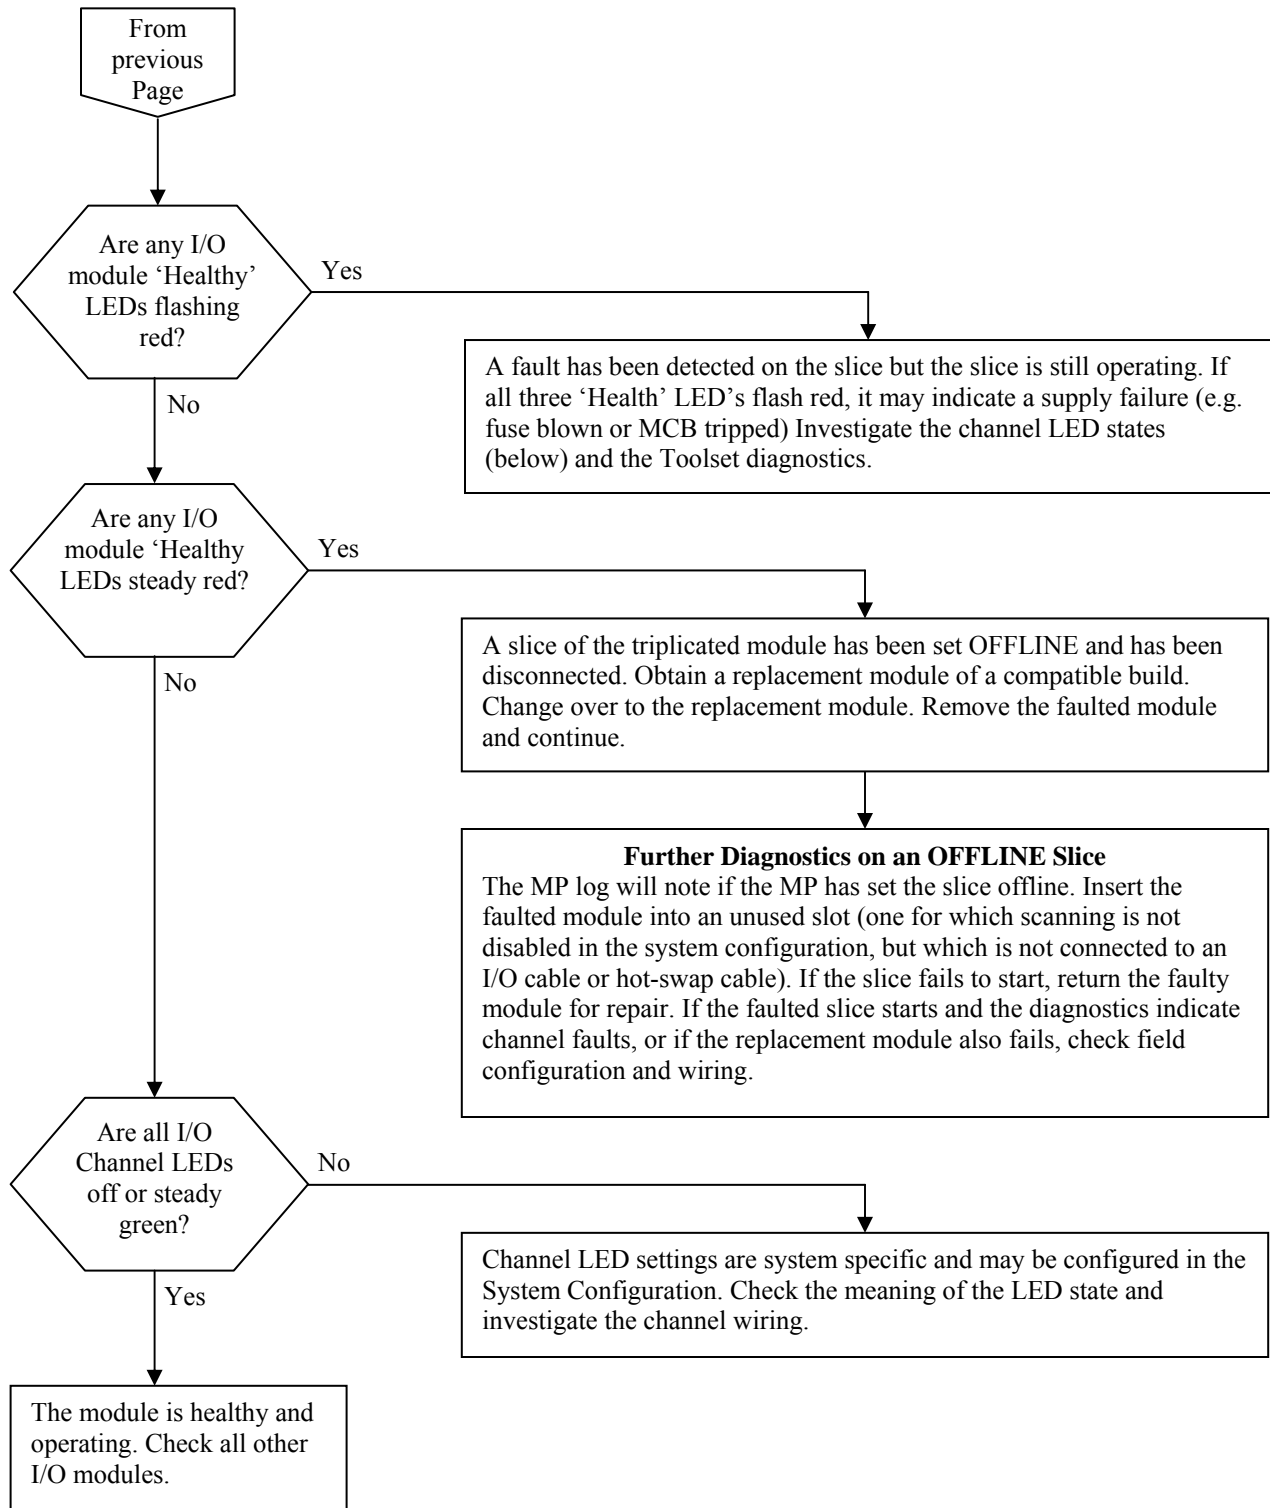 From
previous
Page
Are any I/O
module ‘Healthy’
LEDs flashing
red?
Yes
A fault has been detected on the slice but the slice is still operating. If
all three ‘Health’ LED’s flash red, it may indicate a supply failure (e.g.
fuse blown or MCB tripped) Investigate the channel LED states
(below) and the Toolset diagnostics.
No
Are any I/O
module ‘Healthy
LEDs steady red?
Yes
A slice of the triplicated module has been set OFFLINE and has been
disconnected. Obtain a replacement module of a compatible build.
Change over to the replacement module. Remove the faulted module
and continue.
No
Further Diagnostics on an OFFLINE Slice
The MP log will note if the MP has set the slice offline. Insert the
faulted module into an unused slot (one for which scanning is not
disabled in the system configuration, but which is not connected to an
I/O cable or hot-swap cable). If the slice fails to start, return the faulty
module for repair. If the faulted slice starts and the diagnostics indicate
channel faults, or if the replacement module also fails, check field
configuration and wiring.
Are all I/O
Channel LEDs
off or steady
green?
No
Channel LED settings are system specific and may be configured in the
System Configuration. Check the meaning of the LED state and
investigate the channel wiring.
Yes
The module is healthy and
operating. Check all other
I/O modules.